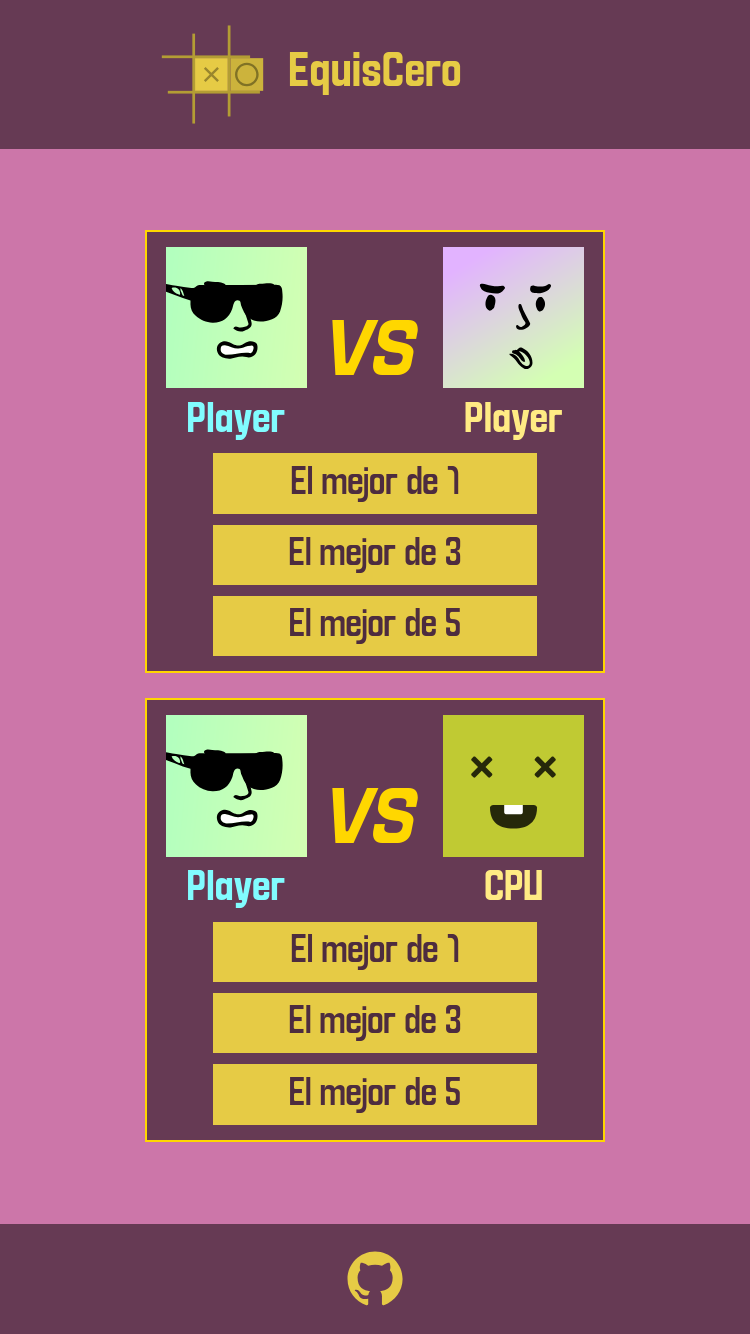 EquisCero
VS
Player
Player
El mejor de 1
El mejor de 3
El mejor de 5
VS
Player
CPU
El mejor de 1
El mejor de 3
El mejor de 5